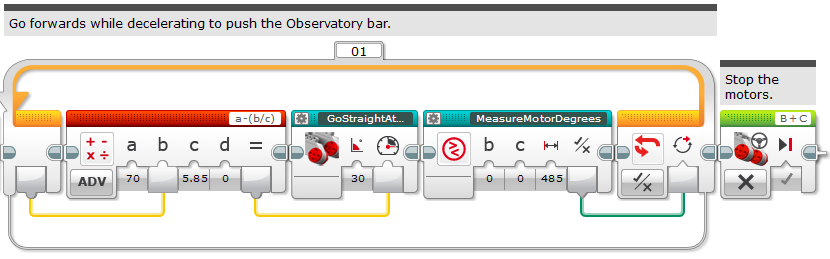 Go forwards while decelerating to push the Observatory bar.
01
Stop the
motors.
a-(b/c)
GoStraightAt...
MeasureMotorDegrees
B+C
a b c d =
b c
ADV 70 5.85 0
30
0 0 485